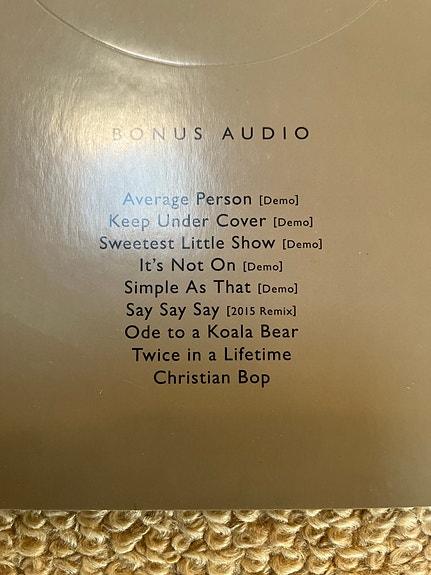 BONUS AUDIO
Average Person [Demo]
Keep Under Cover [Demo]
Sweetest Little Show [Demo]
It's Not On [Demo]
Simple As That [Demo]
Say Say Say [2015 Remix]
Ode to a Koala Bear
Twice in a Lifetime
Christian Bop